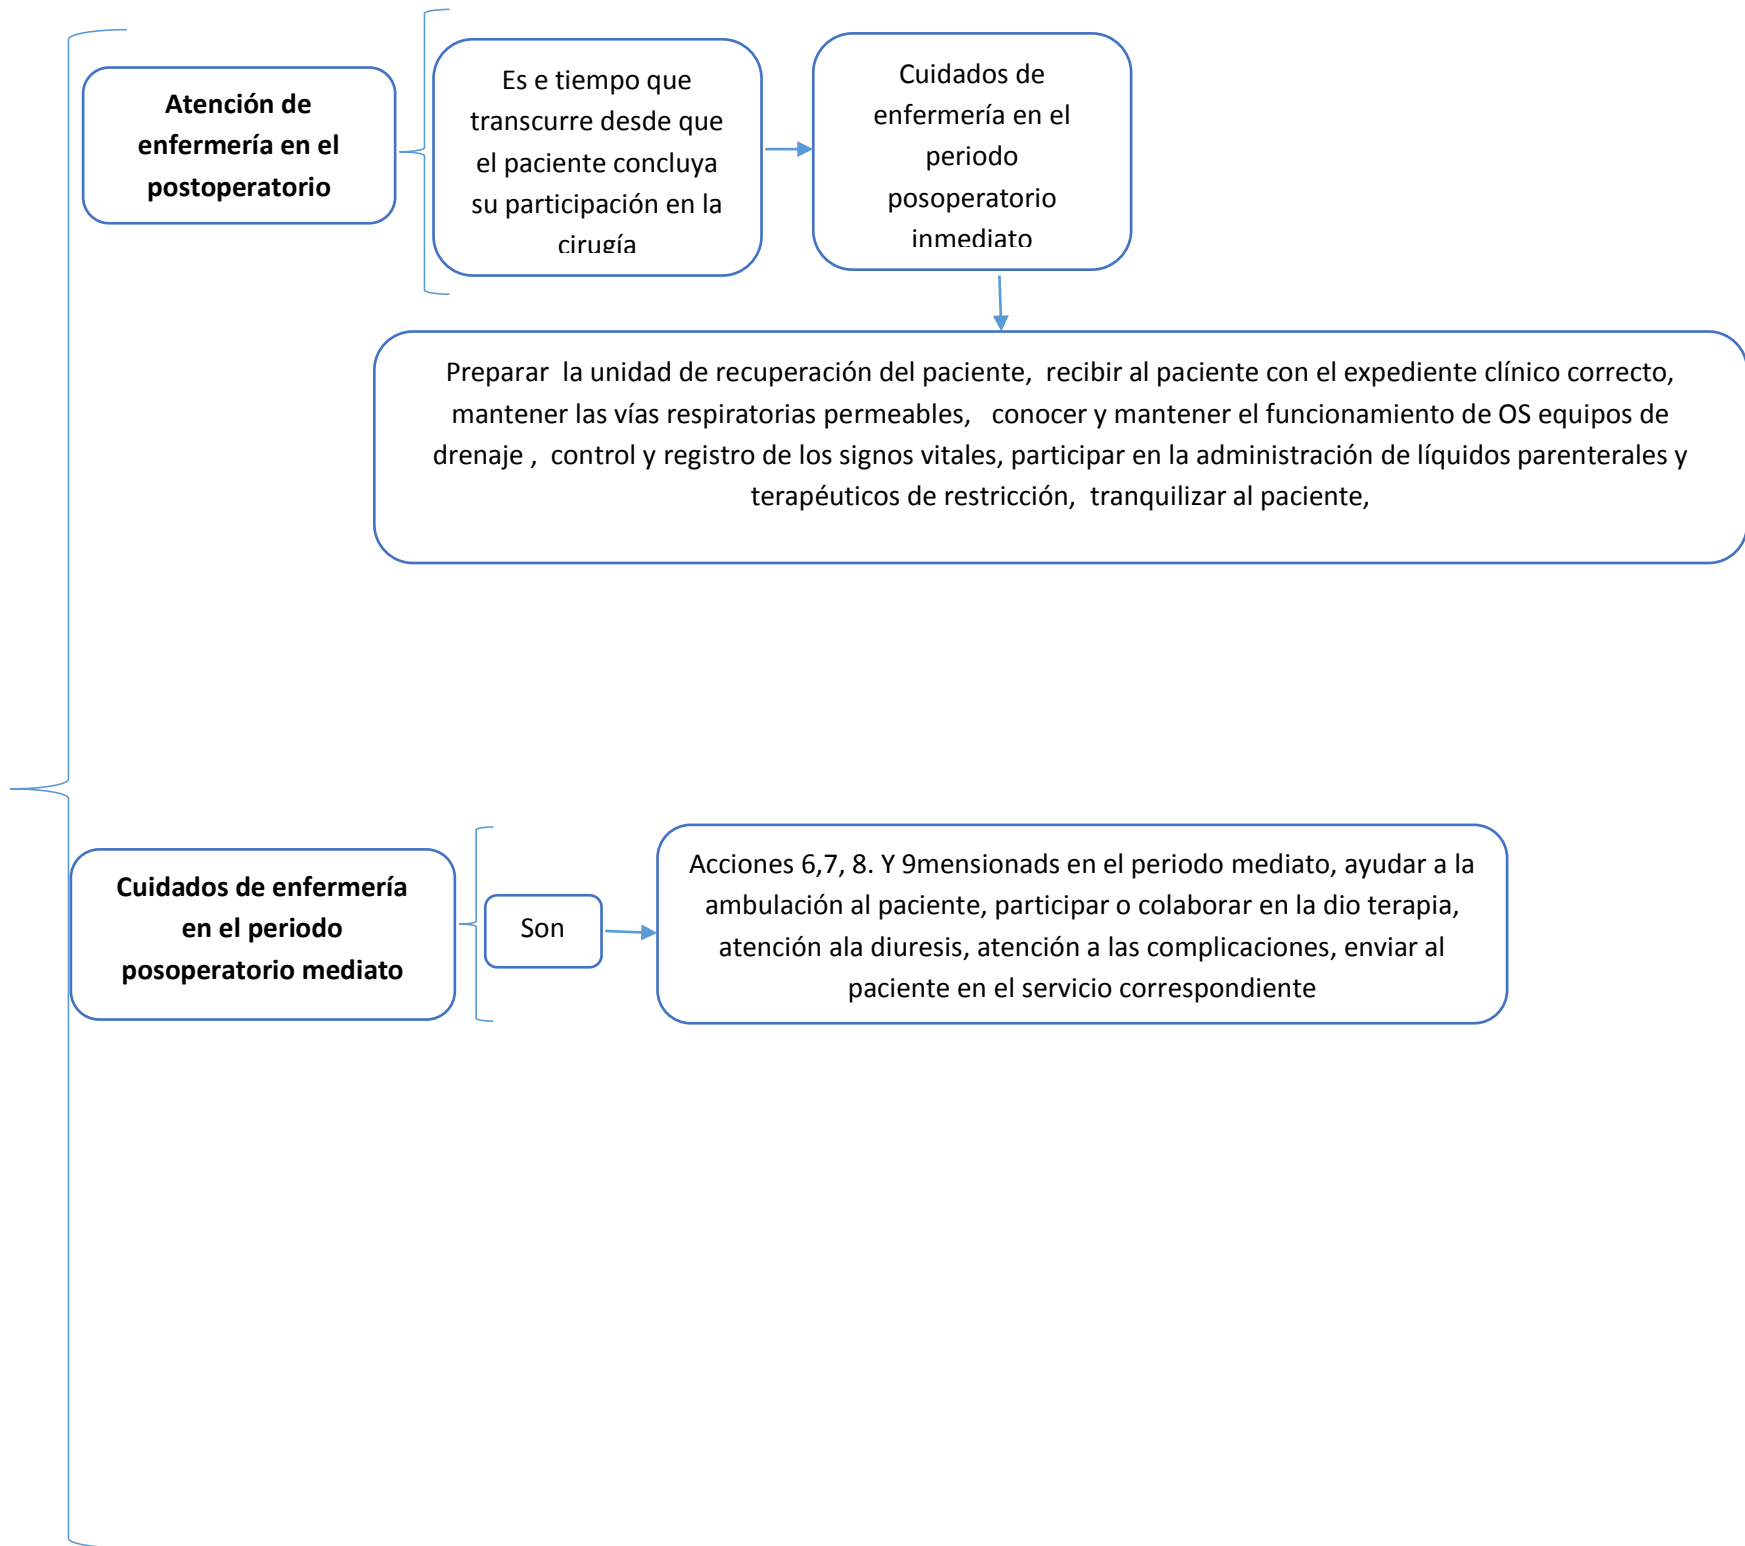 Atención de
enfermería en el
postoperatorio
Es e tiempo que
transcurre desde que
el paciente concluya
su participación en la
cirugía
Cuidados de
enfermería en el
periodo
posoperatorio
inmediato
Preparar  la unidad de recuperación del paciente,  recibir al paciente con el expediente clínico correcto,
mantener las vías respiratorias permeables,   conocer y mantener el funcionamiento de OS equipos de
drenaje ,  control y registro de los signos vitales, participar en la administración de líquidos parenterales y
terapéuticos de restricción,  tranquilizar al paciente,
Cuidados de enfermería
en el periodo
posoperatorio mediato
Son
Acciones 6,7, 8. Y 9mensionads en el periodo mediato, ayudar a la
ambulación al paciente, participar o colaborar en la dio terapia,
atención ala diuresis, atención a las complicaciones, enviar al
paciente en el servicio correspondiente